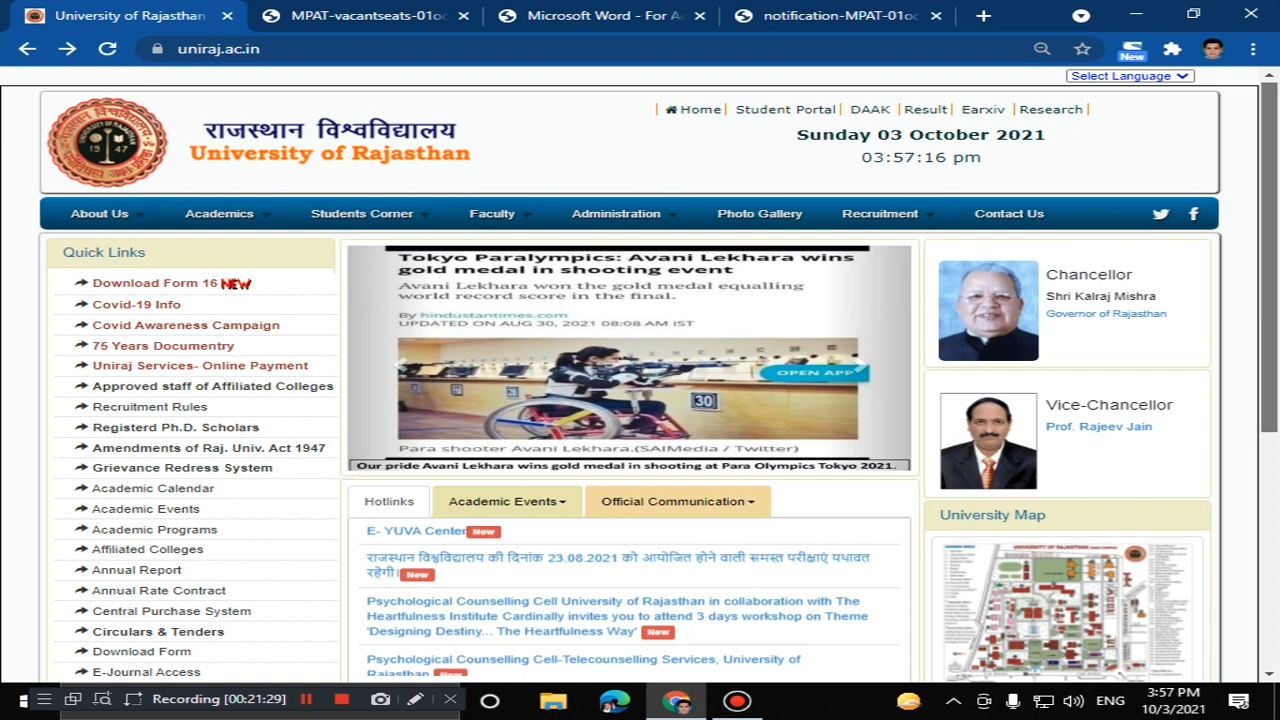 University of Rajasthan
MPAT-vacantseats-01oc
Microsoft Word - For A
notification-MPAT-01oc
uniraj.ac.in
New
Select Language
राजस्थान विश्वविद्यालय
University of Rajasthan
19 47
Home | Student Portal | DAAK | Result | Earxiv | Research
Sunday 03 October 2021
03:57:16 pm
About Us
Academics
Students Corner
Faculty
Administration
Photo Gallery
Recruitment
Contact Us
Quick Links
Download Form 16 NEW
Covid-19 Info
Covid Awareness Campaign
75 Years Documentry
Uniraj Services- Online Payment
Approved staff of Affiliated Colleges
Recruitment Rules
Registerd Ph.D. Scholars
Amendments of Raj. Univ. Act 1947
Grievance Redress System
Academic Calendar
Academic Events
Academic Programs
Affiliated Colleges
Annual Report
Annual Rate Contract
Central Purchase System
Circulars & Tenders
Download Form
E-Journal Access
Tokyo Paralympics: Avani Lekhara wins
gold medal in shooting event
Avani Lekhara won the gold medal equalling
world record score in the final.
By hindustantimes.com
UPDATED ON AUG 30, 2021 08:08 AM IST
OPEN APP
30
Para shooter Avani Lekhara.(SAIMedia / Twitter)
Our pride Avani Lekhara wins gold medal in shooting at Para Olympics Tokyo 2021.
Hotlinks
Academic Events
Official Communication
E- YUVA Center New
राजस्थान विश्वविद्यालय की दिनांक 23.08.2021 को आयोजित होने वाली समस्त परीक्षाएं यथावत
रहेगी। New
Psychological Counselling Cell University of Rajasthan in collaboration with The
Heartfulness Institute Cardinally invites you to attend 3 days workshop on Theme
'Designing Destiny... The Heartfulness Way' New
Psychological Counselling Cell-Telecounselling Services, University of
Rajasthan New
Chancellor
Shri Kalraj Mishra
Governor of Rajasthan
Vice-Chancellor
Prof. Rajeev Jain
University Map
UNIVERSITY OF RAJASTHAN
Recording [00:21:29]
ENG
3:57 PM
10/3/2021